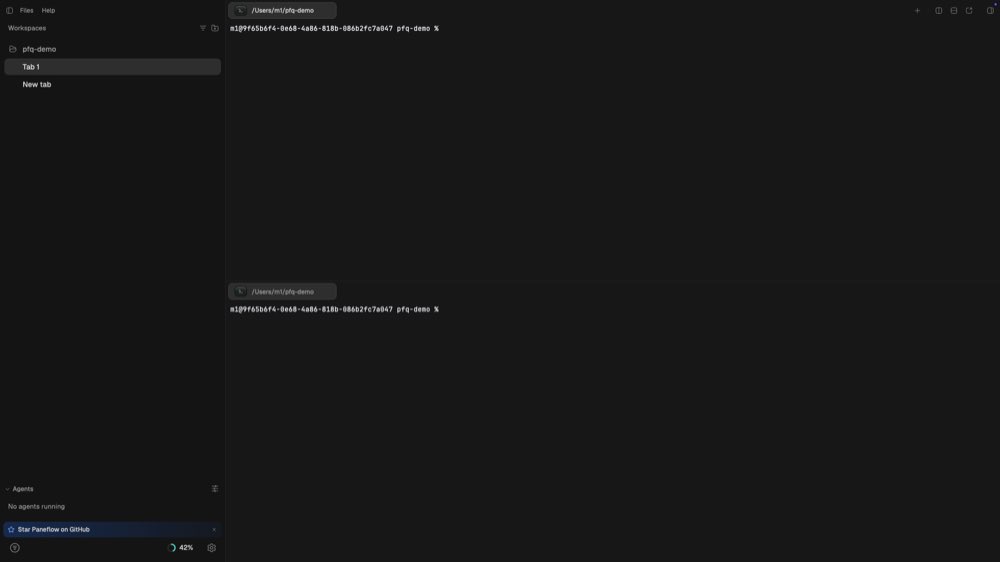 Files Help
Workspaces
pfq-demo
Tab 1
New tab
Agents
No agents running
Star Paneflow on GitHub
42%
/Users/m1/pfq-demo
m1@9f65b6f4-0e68-4a86-818b-086b2fc7a047 pfq-demo %
/Users/m1/pfq-demo
m1@9f65b6f4-0e68-4a86-818b-086b2fc7a047 pfq-demo %